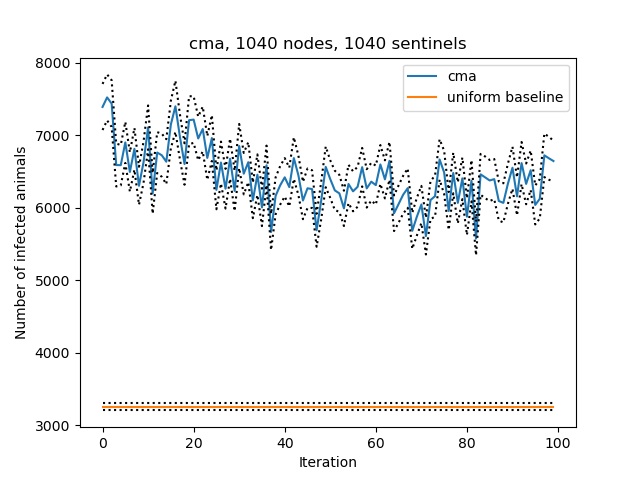 cma, 1040 nodes, 1040 sentinels
cma
uniform baseline
Number of infected animals
8000
7000
6000
5000
4000
3000
0 20 40 60 80 100
Iteration